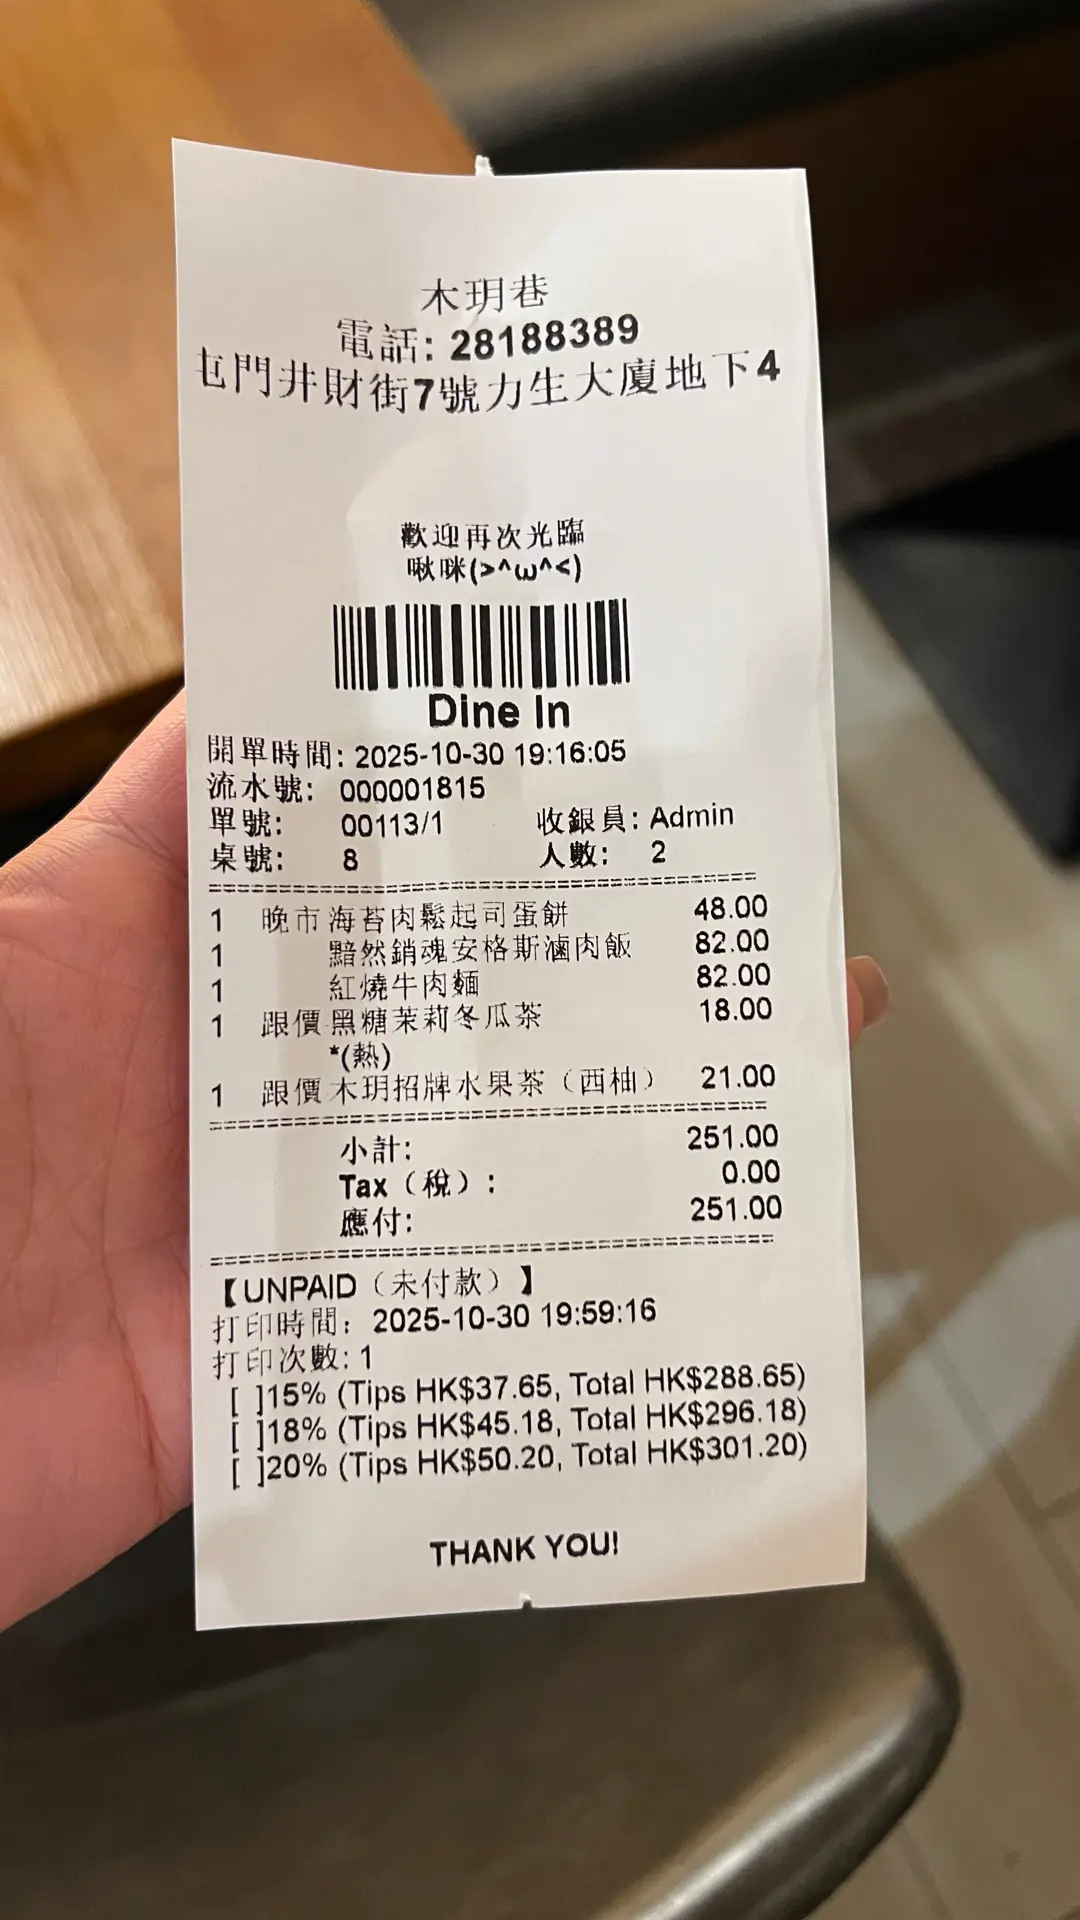 木玥巷
電話: 28188389
屯門井財街7號力生大廈地下4
歡迎再次光臨
啾咪(>^ω^<)
Dine In
開單時間: 2025-10-30 19:16:05
流水號: 000001815
單號: 00113/1 收銀員: Admin
桌號: 8 人數: 2
1 晚市海苔肉鬆起司蛋餅 48.00
1 黯然銷魂安格斯滷肉飯 82.00
1 紅燒牛肉麵 82.00
1 跟價黑糖茉莉冬瓜茶 18.00
*(熱)
1 跟價木玥招牌水果茶（西柚） 21.00
小計: 251.00
Tax（稅）: 0.00
應付: 251.00
【UNPAID（未付款）】
打印時間: 2025-10-30 19:59:16
打印次數: 1
[ ]15% (Tips HK$37.65, Total HK$288.65)
[ ]18% (Tips HK$45.18, Total HK$296.18)
[ ]20% (Tips HK$50.20, Total HK$301.20)
THANK YOU!